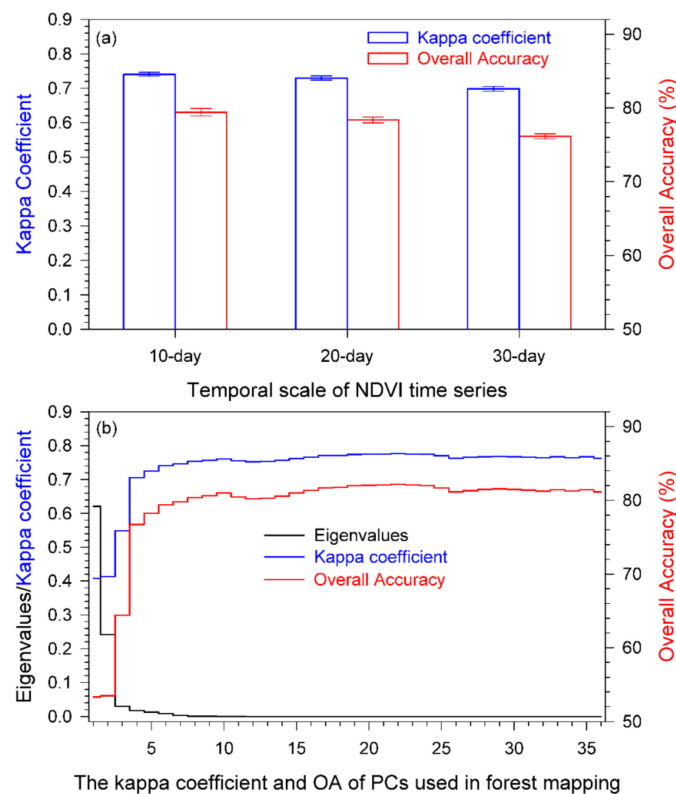 (a)
Kappa coefficient
Overall Accuracy
Kappa Coefficient
0.9
0.8
0.7
0.6
0.5
0.4
0.3
0.2
0.1
0.0
90
80
70
60
50
Overall Accuracy (%)
10-day
20-day
30-day
Temporal scale of NDVI time series
(b)
Eigenvalues/Kappa coefficient
0.9
0.8
0.7
0.6
0.5
0.4
0.3
0.2
0.1
0.0
Eigenvalues
Kappa coefficient
Overall Accuracy
90
80
70
60
50
Overall Accuracy (%)
5
10
15
20
25
30
35
The kappa coefficient and OA of PCs used in forest mapping